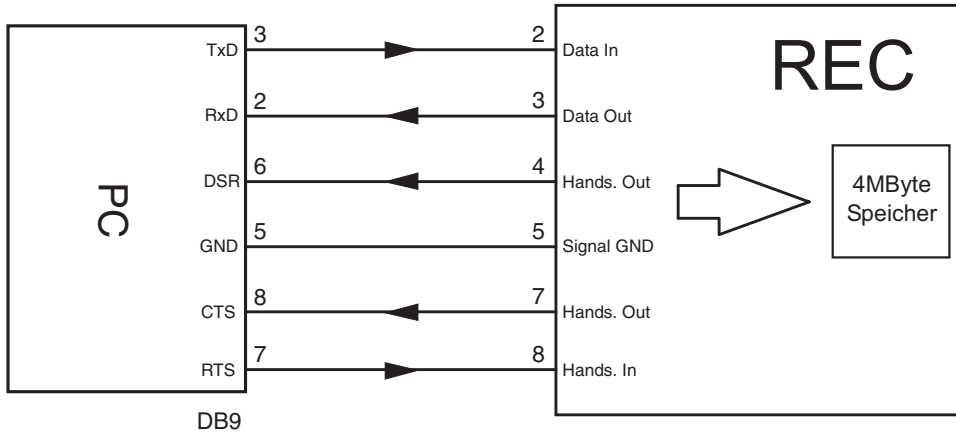 TxD 3 2 Data In
REC
RxD 2 3 Data Out
DSR 6 4 Hands. Out
4MByte
Speicher
PC
GND 5 5 Signal GND
CTS 8 7 Hands. Out
RTS 7 8 Hands. In
DB9